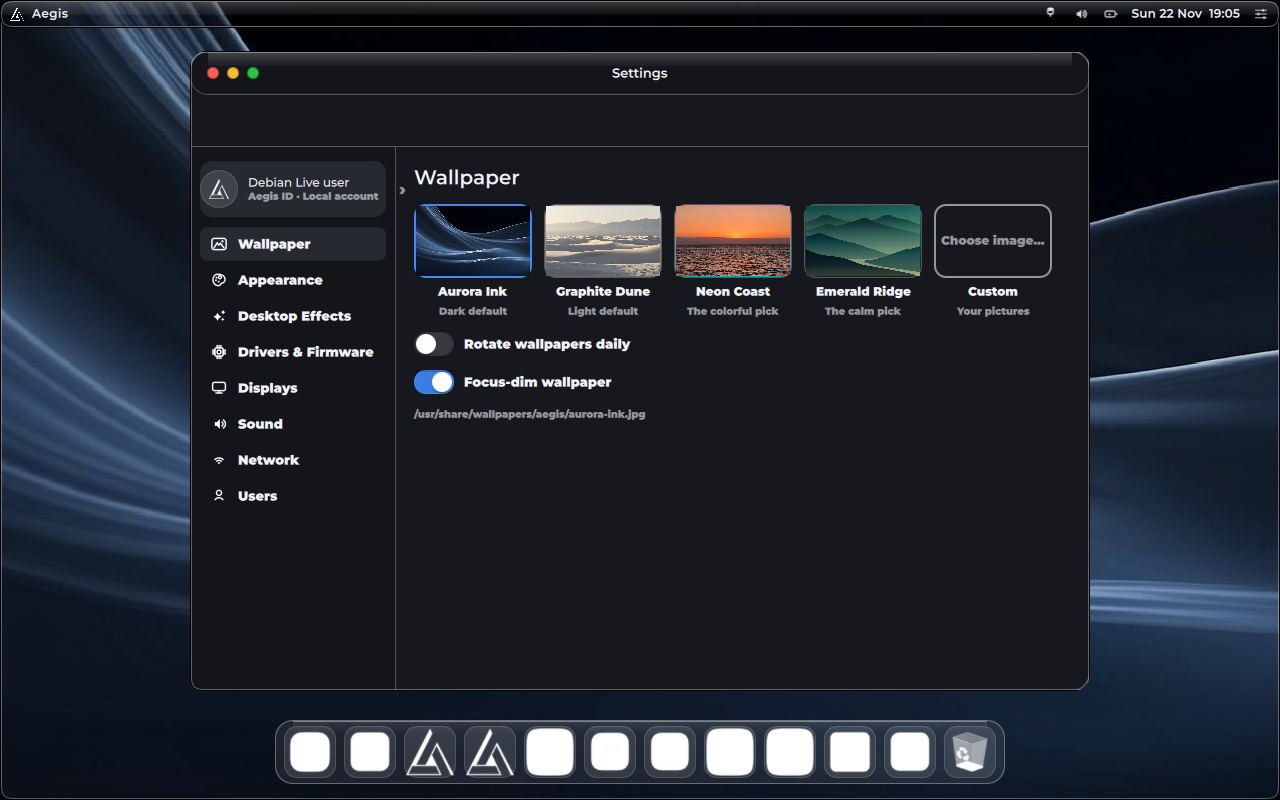 Aegis
Sun 22 Nov 19:05
Settings
Debian Live user
Aegis ID • Local account
Wallpaper
Appearance
Desktop Effects
Drivers & Firmware
Displays
Sound
Network
Users
Wallpaper
Choose image...
Aurora Ink
Graphite Dune
Neon Coast
Emerald Ridge
Custom
Dark default
Light default
The colorful pick
The calm pick
Your pictures
Rotate wallpapers daily
Focus-dim wallpaper
/usr/share/wallpapers/aegis/aurora-ink.jpg